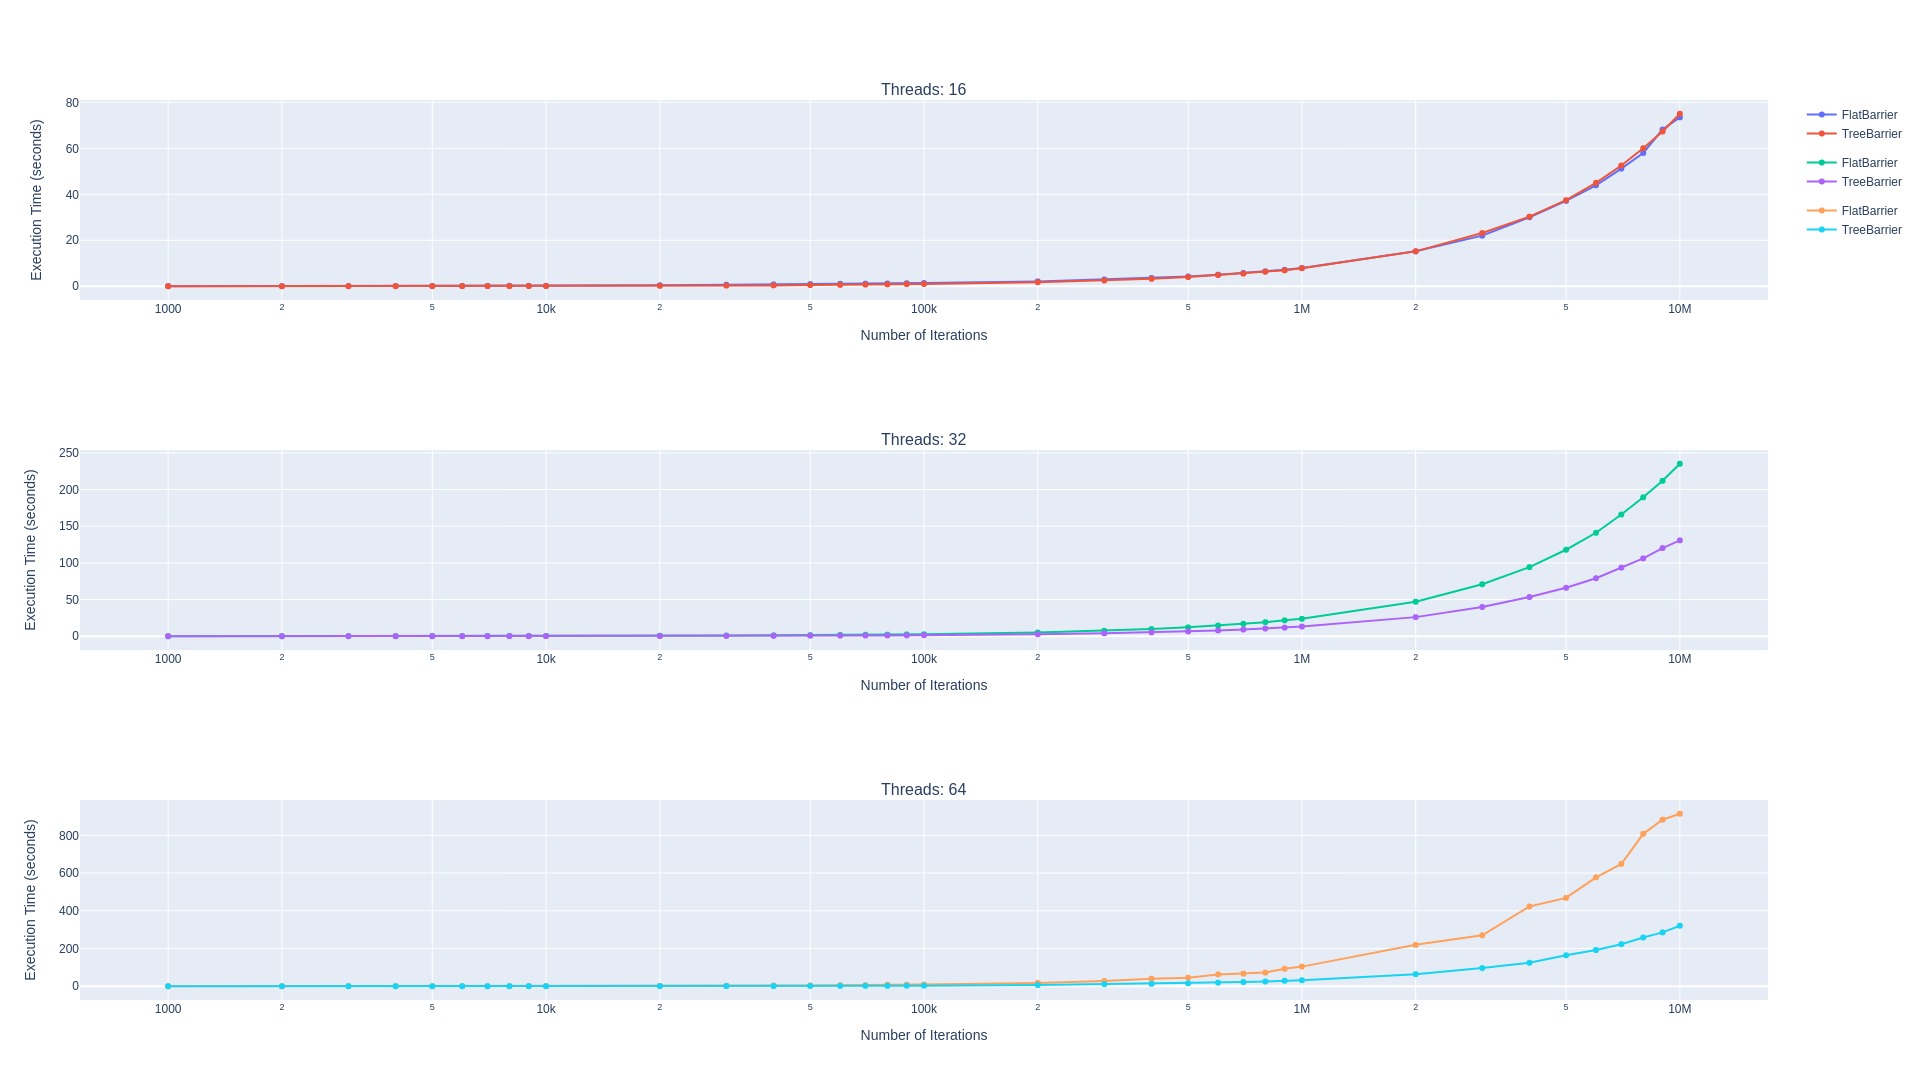 Threads: 16
Execution Time (seconds)
80
60
40
20
0
1000 2 5 10k 2 5 100k 2 5 1M 2 5 10M
Number of Iterations
FlatBarrier
TreeBarrier
FlatBarrier
TreeBarrier
FlatBarrier
TreeBarrier
Threads: 32
Execution Time (seconds)
250
200
150
100
50
0
1000 2 5 10k 2 5 100k 2 5 1M 2 5 10M
Number of Iterations
Threads: 64
Execution Time (seconds)
800
600
400
200
0
1000 2 5 10k 2 5 100k 2 5 1M 2 5 10M
Number of Iterations